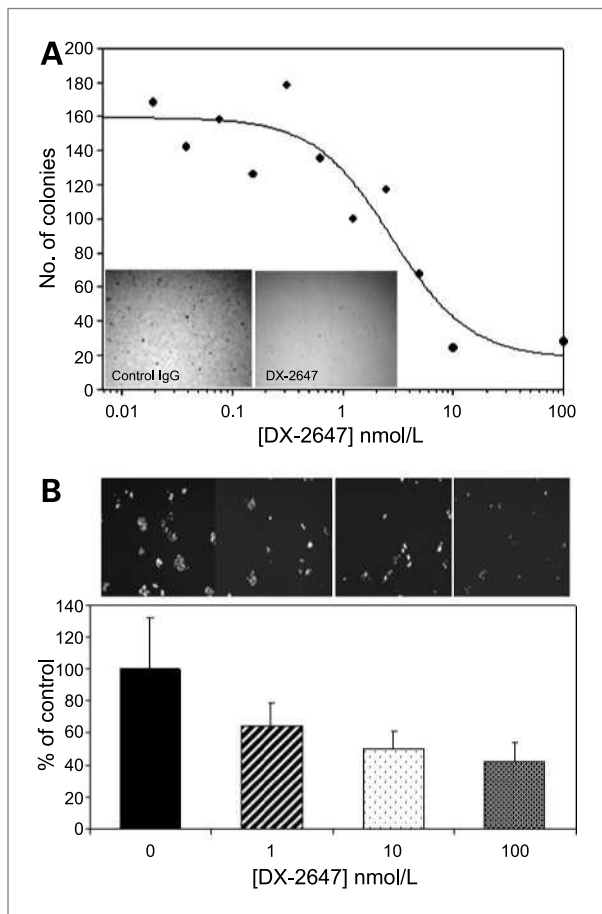 A
200
180
160
140
120
100
80
60
40
20
0
No. of colonies
Control IgG
DX-2647
0.01 0.1 1 10 100
[DX-2647] nmol/L
B
140
120
100
80
60
40
20
0
% of control
0 1 10 100
[DX-2647] nmol/L